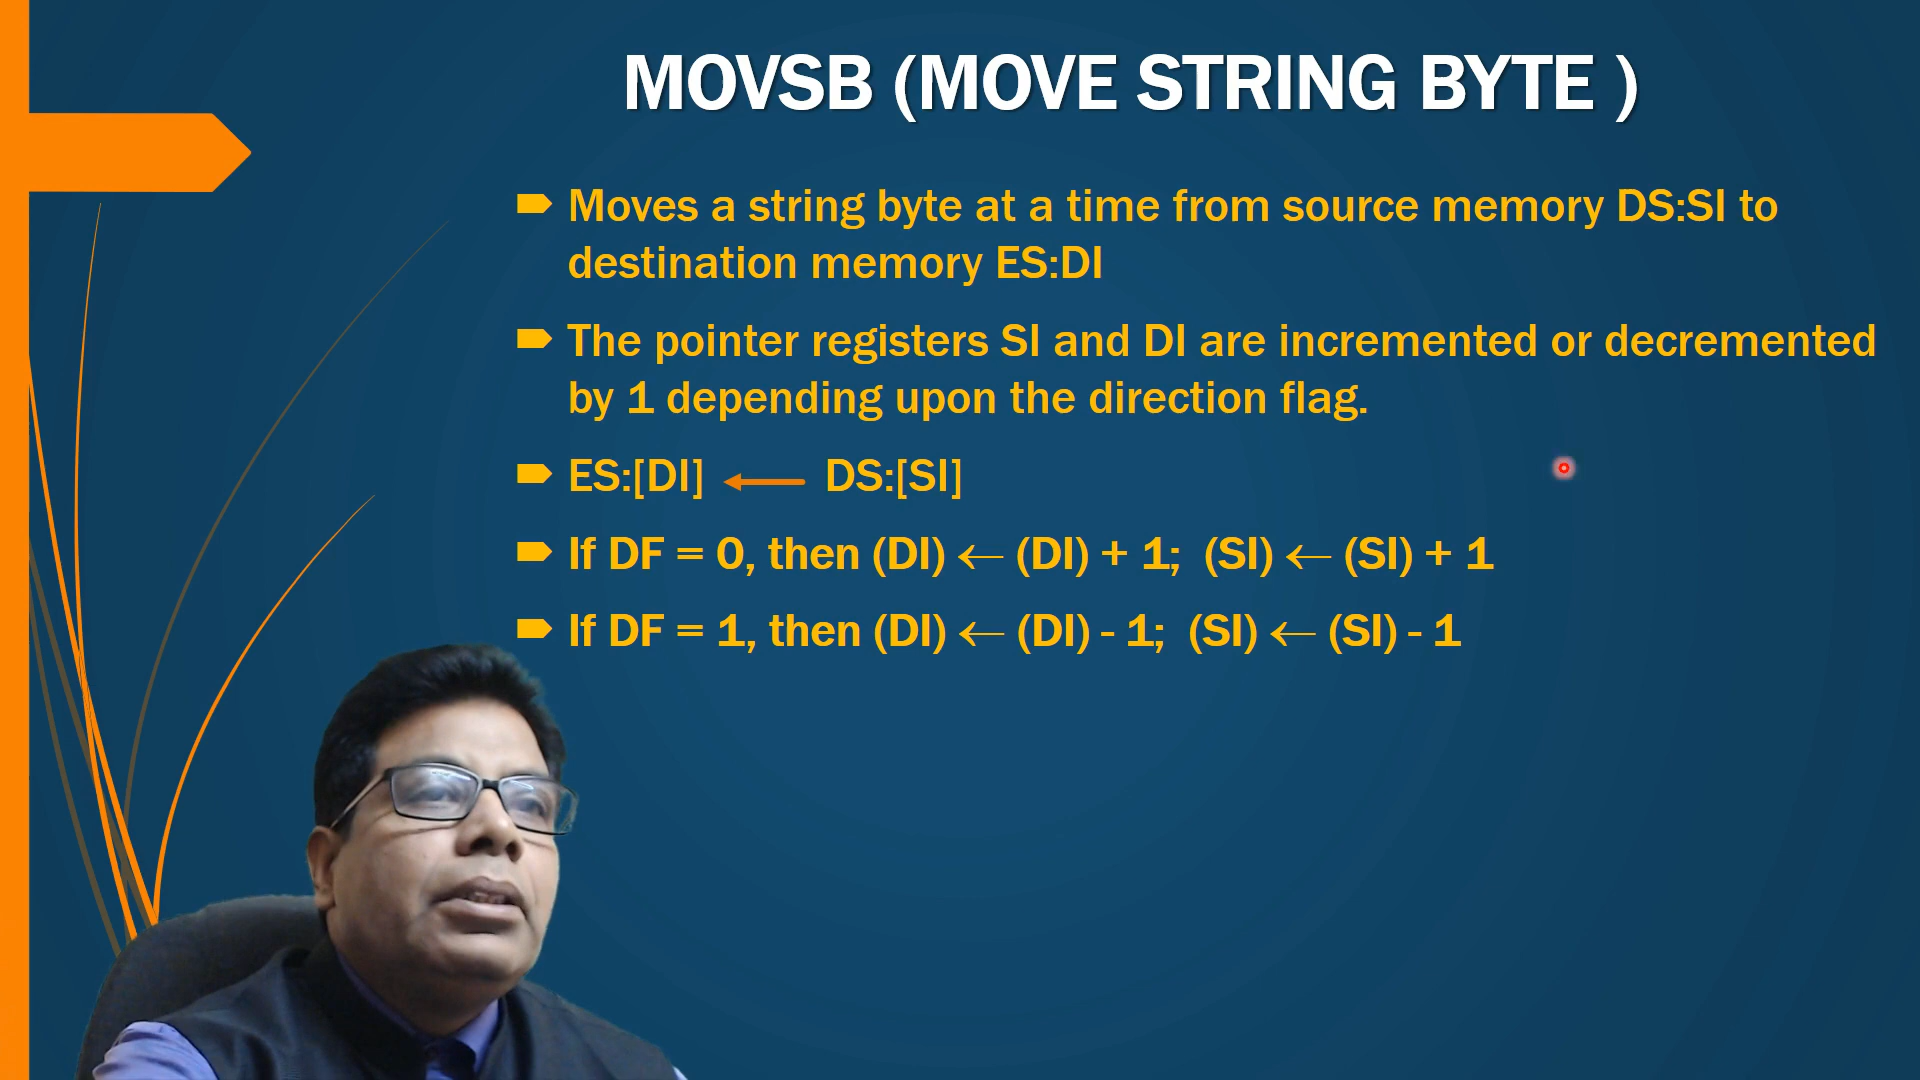 MOVSB (MOVE STRING BYTE )
Moves a string byte at a time from source memory DS:SI to
destination memory ES:DI
The pointer registers SI and DI are incremented or decremented
by 1 depending upon the direction flag.
ES:[DI] ← DS:[SI]
If DF = 0, then (DI) ← (DI) + 1; (SI) ← (SI) + 1
If DF = 1, then (DI) ← (DI) - 1; (SI) ← (SI) - 1